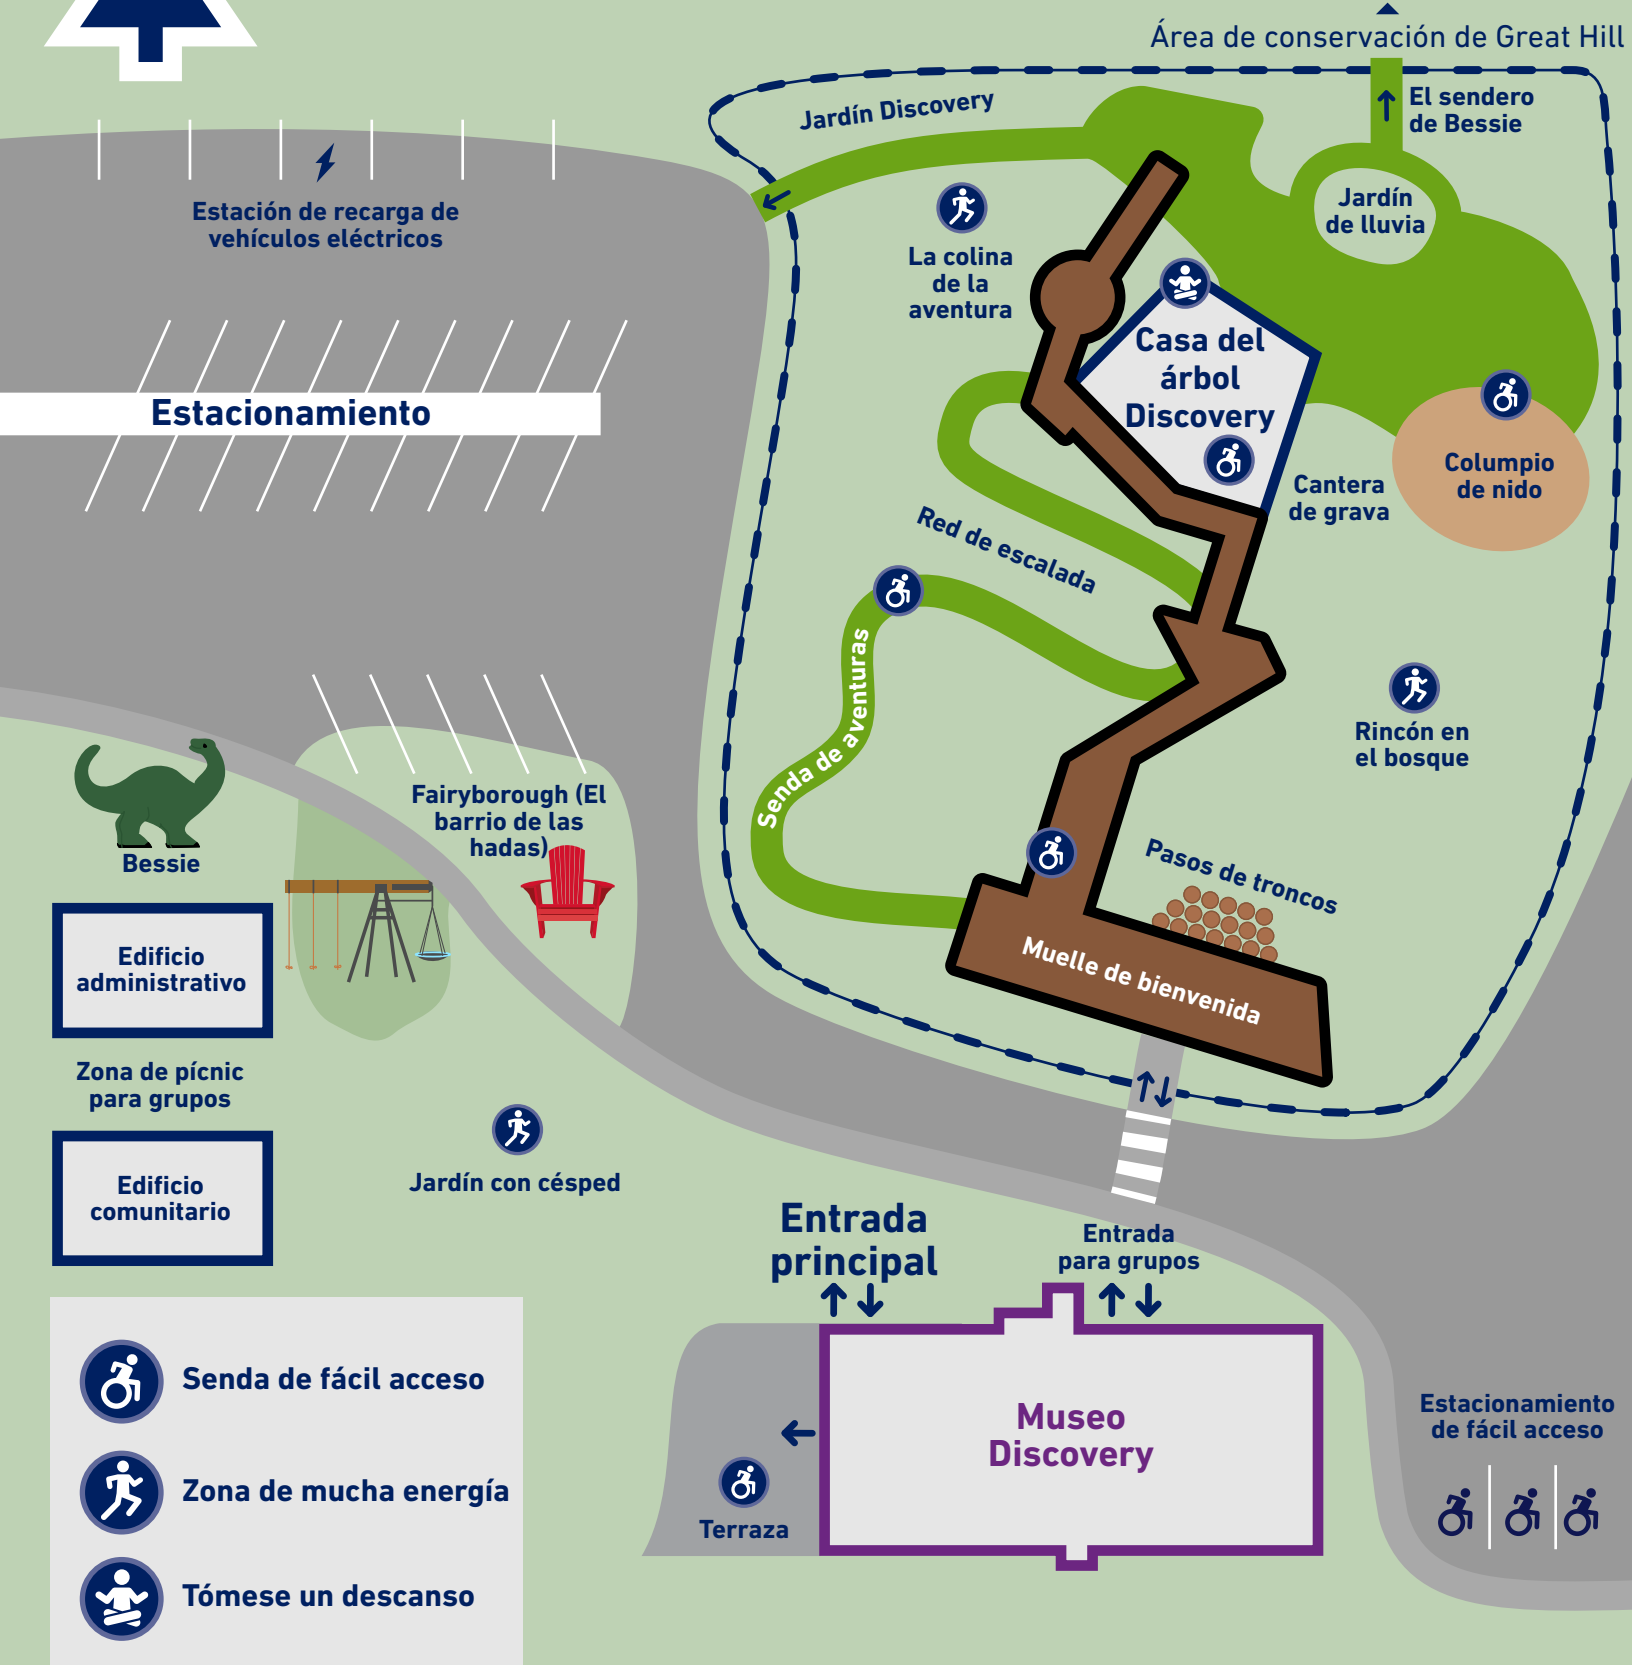 Área de conservación de Great Hill
El sendero
de Bessie
Jardín Discovery
Jardín
de lluvia
Estación de recarga de
vehículos eléctricos
La colina
de la
aventura
Casa del
árbol
Discovery
Estacionamiento
Columpio
de nido
Cantera
de grava
Red de escalada
Senda de aventuras
Rincón en
el bosque
Fairyborough (El
barrio de las
hadas)
Bessie
Pasos de troncos
Muelle de bienvenida
Edificio
administrativo
Zona de pícnic
para grupos
Edificio
comunitario
Jardín con césped
Entrada
principal
Entrada
para grupos
Museo
Discovery
Terraza
Estacionamiento
de fácil acceso
Senda de fácil acceso
Zona de mucha energía
Tómese un descanso